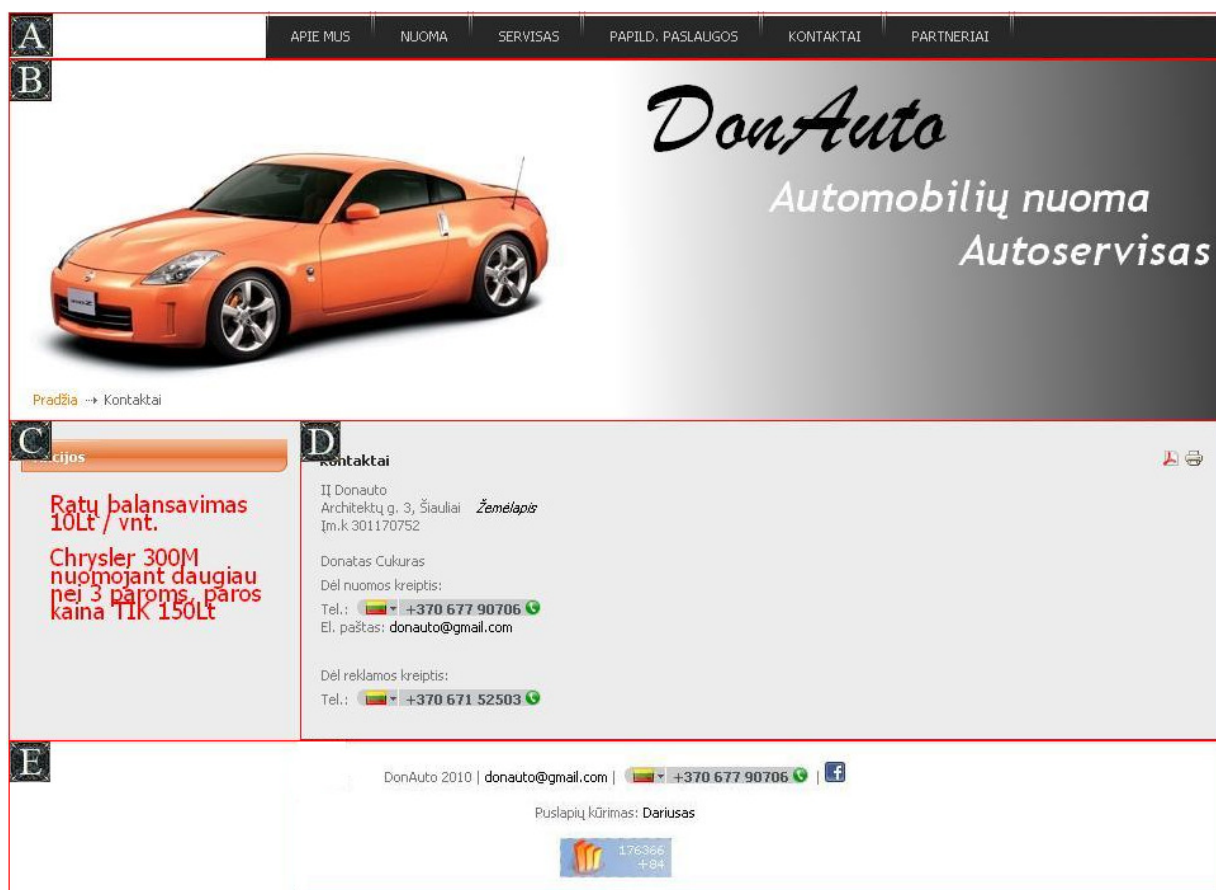 A
APIE MUS NUOMA SERVISAS PAPILD. PASLAUGOS KONTAKTAI PARTNERIAI
B
DonAuto
Automobilių nuoma
Autoservisas
Pradžia ⇢ Kontaktai
C
cijos
Ratų balansavimas
10Lt / vnt.
Chrysler 300M
nuomojant daugiau
nei 3 paroms, paros
kaina TIK 150Lt
D
Kontaktai
IĮ Donauto
Architektų g. 3, Šiauliai Žemėlapis
Įm.k 301170752
Donatas Cukuras
Dėl nuomos kreiptis:
Tel.: +370 677 90706
El. paštas: donauto@gmail.com
Dėl reklamos kreiptis:
Tel.: +370 671 52503
E
DonAuto 2010 | donauto@gmail.com | +370 677 90706 |
Puslapių kūrimas: Dariusas
176366
+84